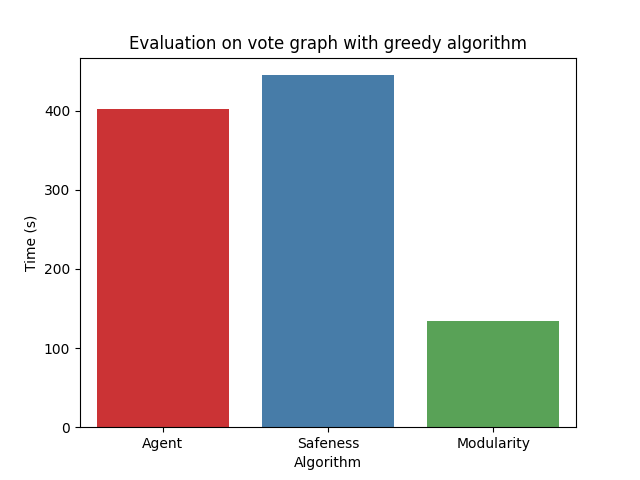 Evaluation on vote graph with greedy algorithm
Time (s)
400
300
200
100
0
Agent Safeness Modularity
Algorithm